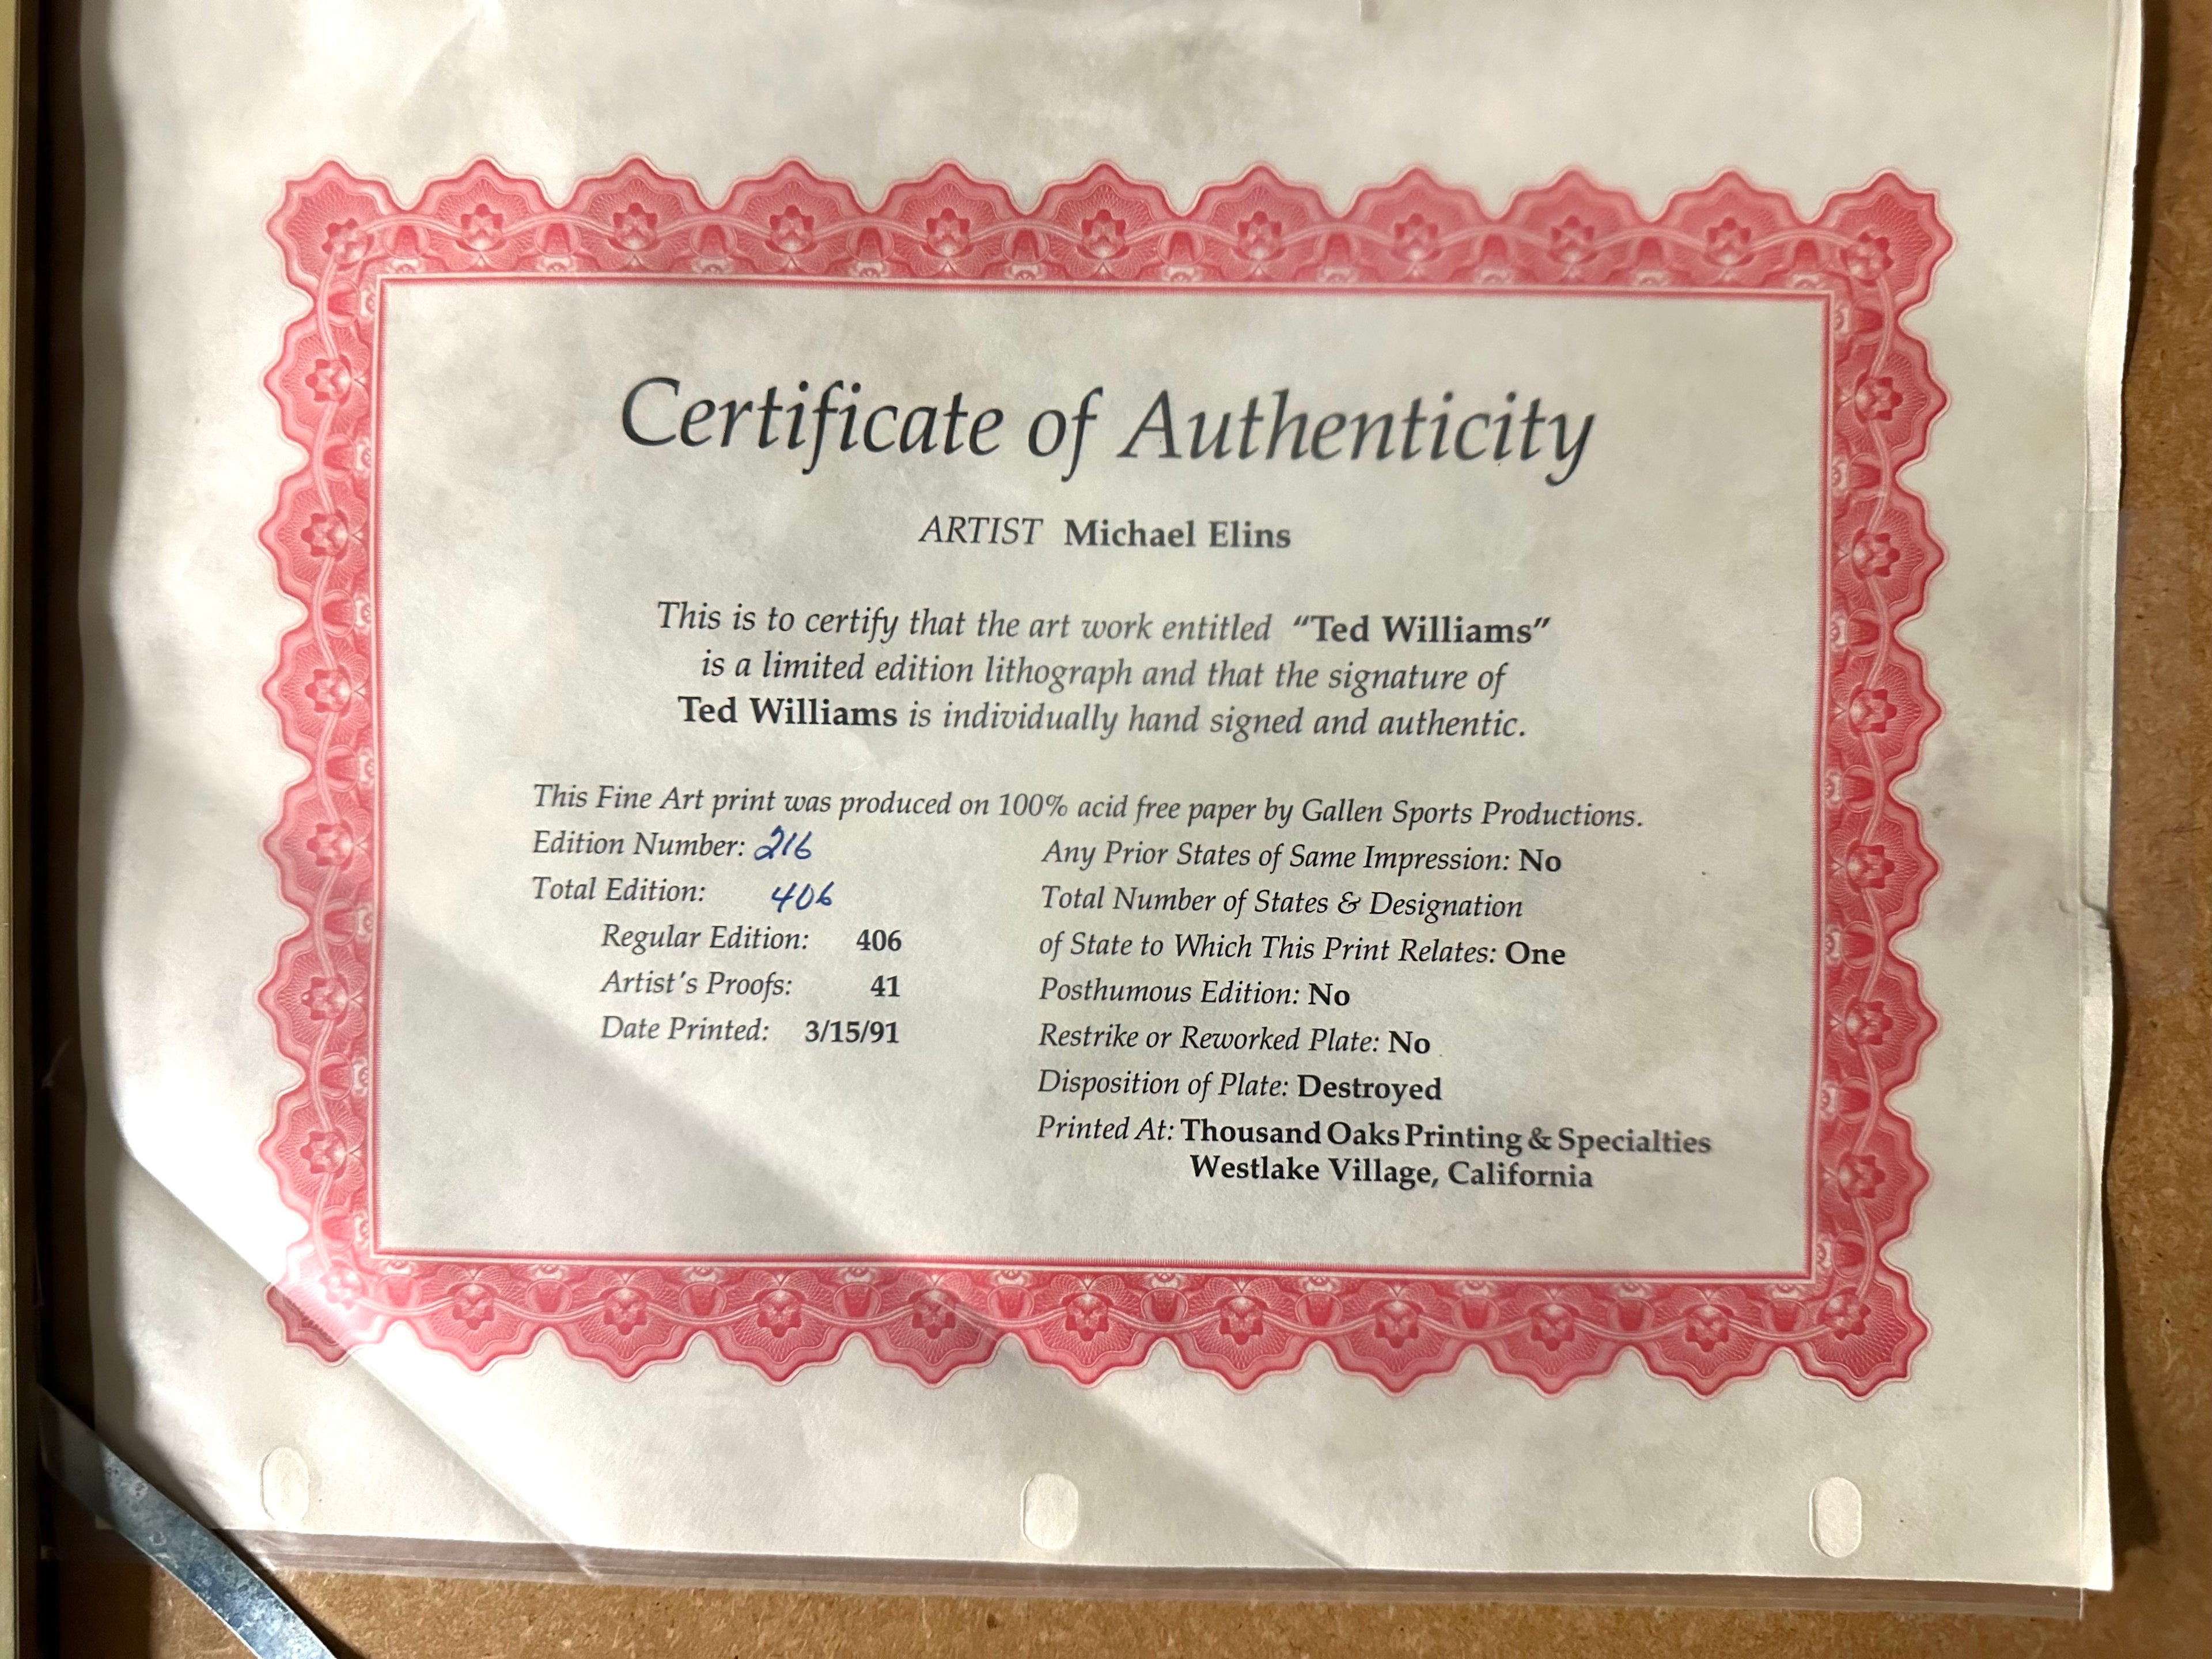 Certificate of Authenticity
ARTIST Michael Elins
This is to certify that the art work entitled “Ted Williams”
is a limited edition lithograph and that the signature of
Ted Williams is individually hand signed and authentic.
This Fine Art print was produced on 100% acid free paper by Gallen Sports Productions.
Edition Number: 216
Total Edition: 406
Regular Edition: 406
Artist's Proofs: 41
Date Printed: 3/15/91
Any Prior States of Same Impression: No
Total Number of States & Designation
of State to Which This Print Relates: One
Posthumous Edition: No
Restrike or Reworked Plate: No
Disposition of Plate: Destroyed
Printed At: Thousand Oaks Printing & Specialties
Westlake Village, California